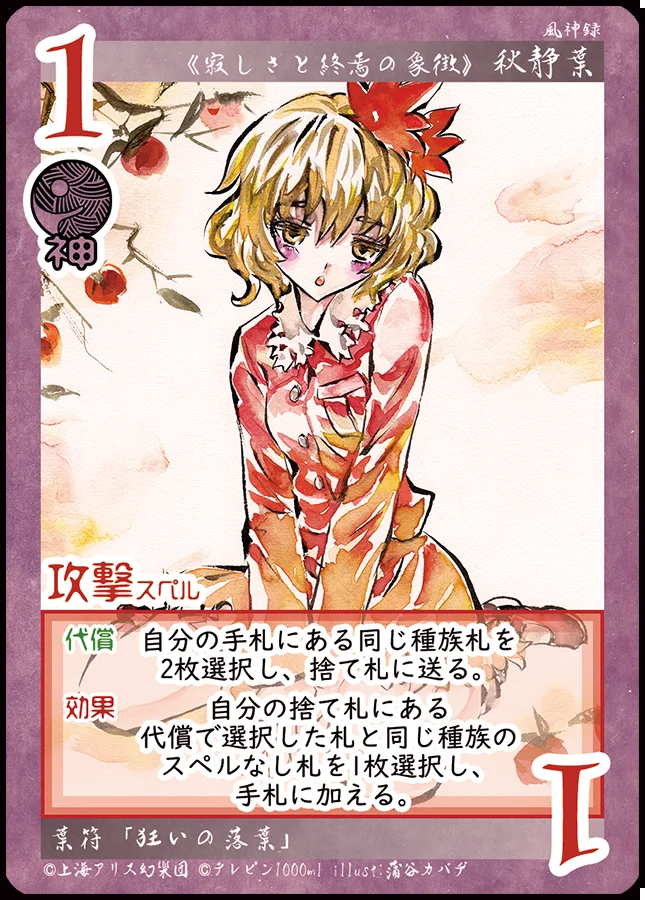 風神録
1
《寂しさと終焉の象徴》 秋静葉
神
攻撃スペル
代償 自分の手札にある同じ種族札を
2枚選択し、捨て札に送る。
効果 自分の捨て札にある
代償で選択した札と同じ種族の
スペルなし札を1枚選択し、
手札に加える。
1
葉符「狂いの落葉」
©上海アリス幻樂団 ©テレピン1000ml illust:蒲谷カバヂ